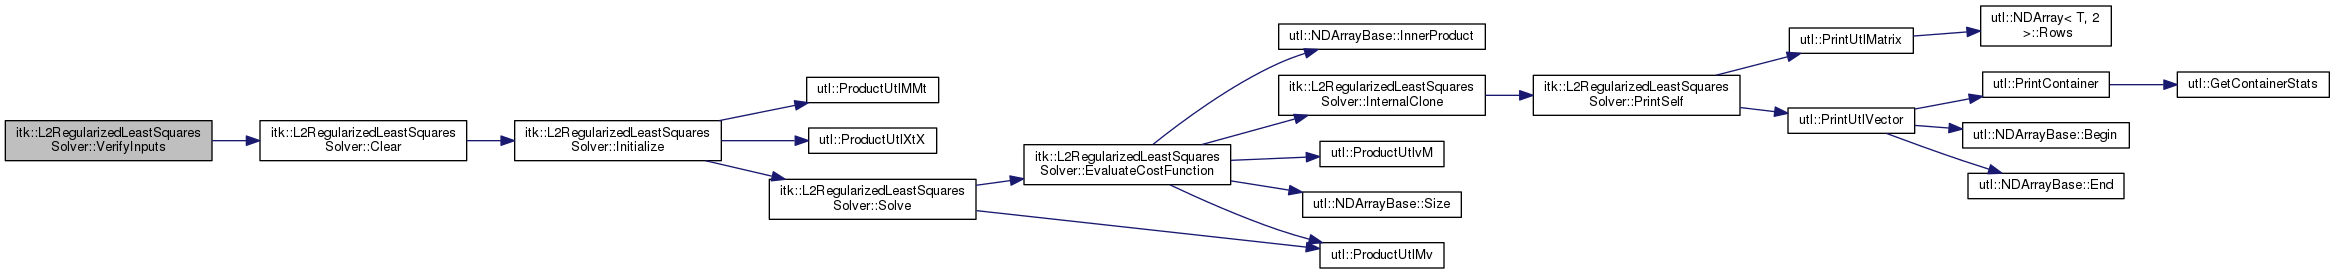 itk::L2RegularizedLeastSquares
Solver::VerifyInputs
itk::L2RegularizedLeastSquares
Solver::Clear
itk::L2RegularizedLeastSquares
Solver::Initialize
utl::ProductUtlMMt
utl::ProductUtlXtX
itk::L2RegularizedLeastSquares
Solver::Solve
itk::L2RegularizedLeastSquares
Solver::EvaluateCostFunction
utl::NDArrayBase::InnerProduct
itk::L2RegularizedLeastSquares
Solver::InternalClone
utl::ProductUtlvM
utl::NDArrayBase::Size
utl::ProductUtlMv
itk::L2RegularizedLeastSquares
Solver::PrintSelf
utl::PrintUtlMatrix
utl::PrintUtlVector
utl::NDArray< T, 2
>::Rows
utl::PrintContainer
utl::NDArrayBase::Begin
utl::NDArrayBase::End
utl::GetContainerStats